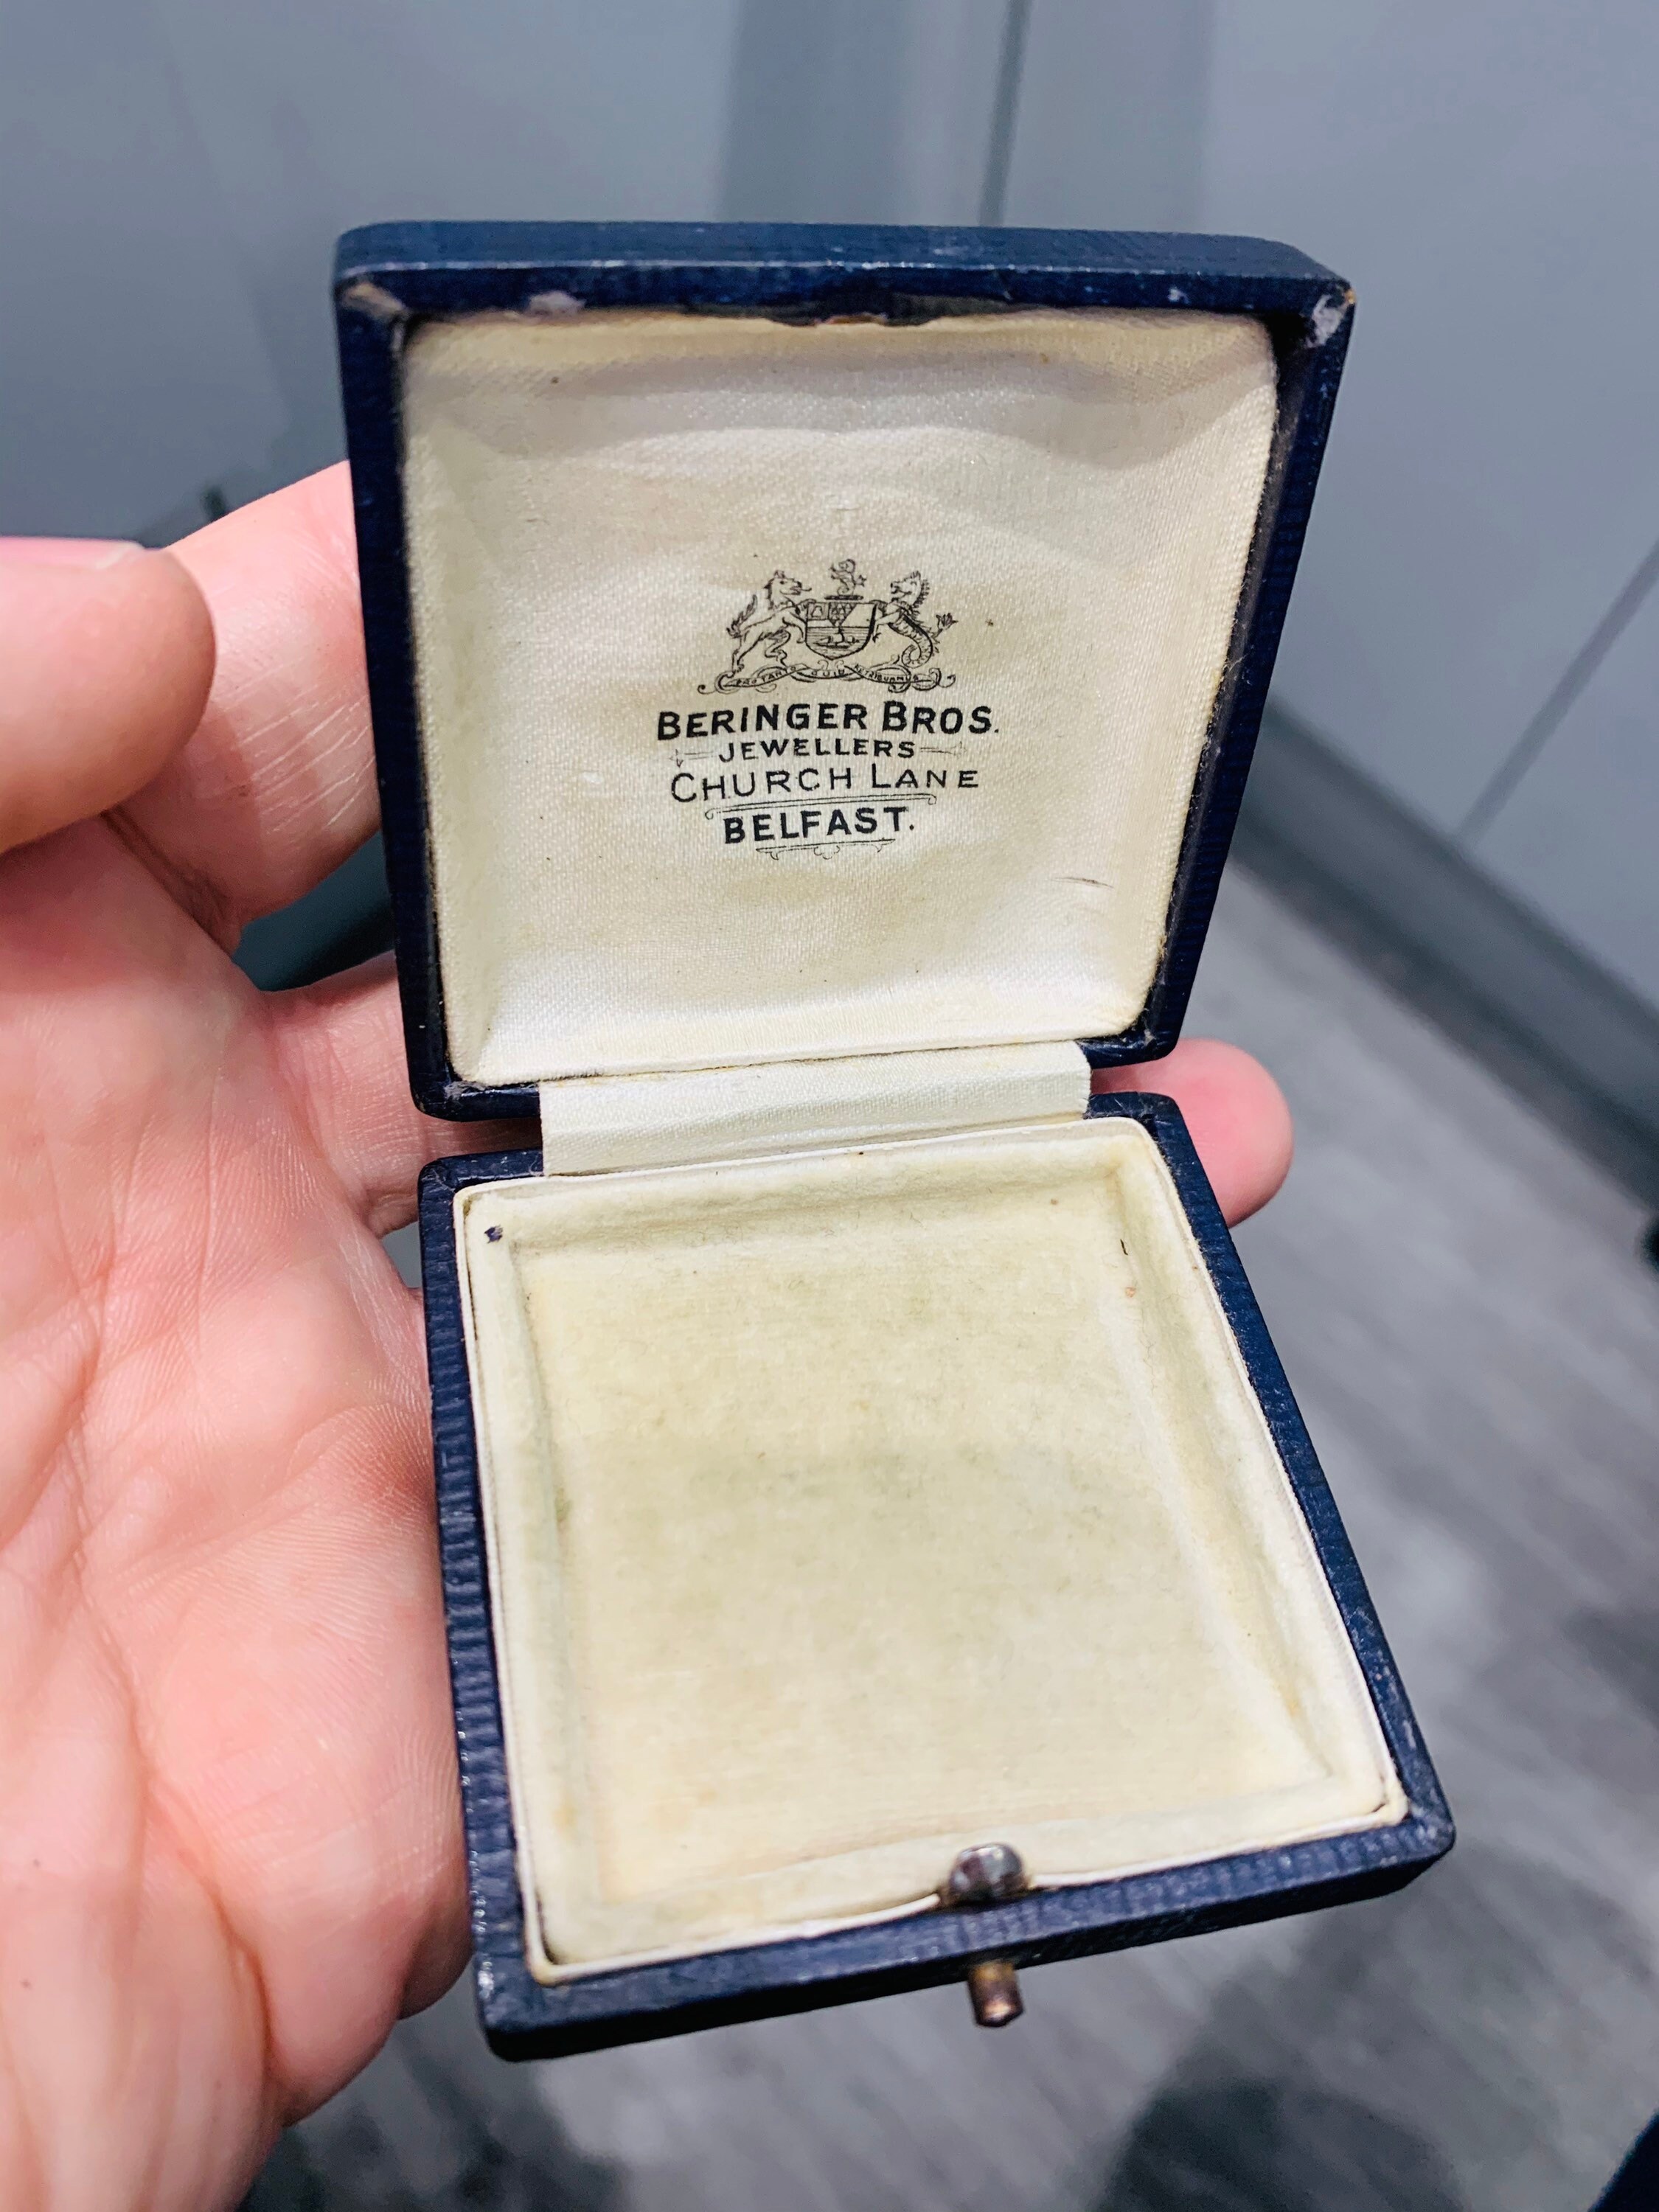 BERINGER BROS.
JEWELLERS
CHURCH LANE
BELFAST.